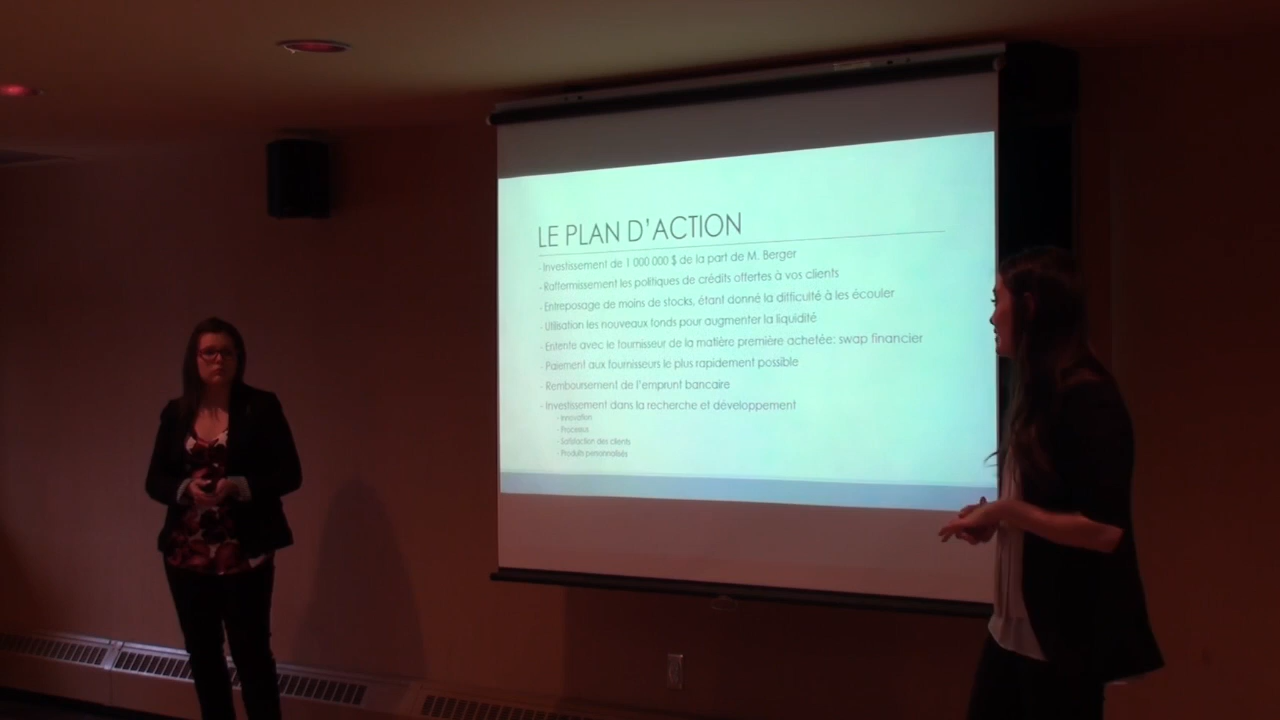 LE PLAN D'ACTION
- Investissement de 1 000 000 $ de la part de M. Berger
- Raffermissement les politiques de crédits offertes à vos clients
- Entreposage de moins de stocks, étant donné la difficulté à les écouler
- Utilisation les nouveaux fonds pour augmenter la liquidité
- Entente avec le fournisseur de la matière première achetée: swap financier
- Paiement aux fournisseurs le plus rapidement possible
- Remboursement de l'emprunt bancaire
- Investissement dans la recherche et développement
- Innovation
- Processus
- Satisfaction des clients
- Produits personnalisés